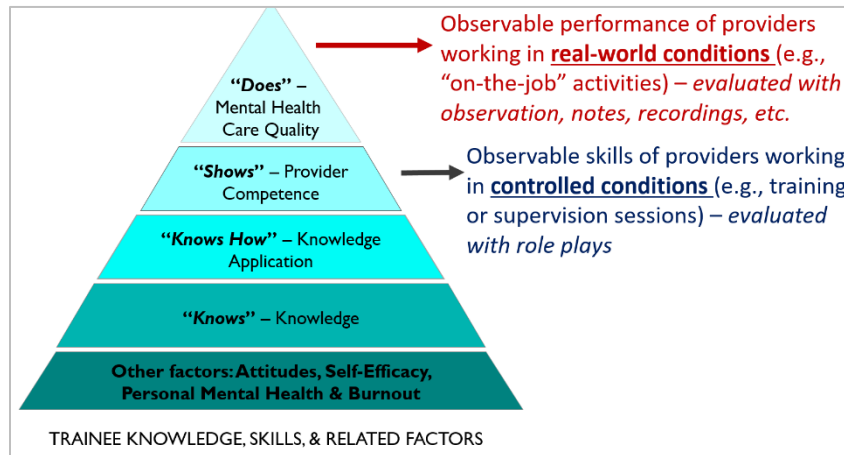 “Does” –
Mental Health
Care Quality
“Shows” – Provider
Competence
“Knows How” – Knowledge
Application
“Knows” – Knowledge
Other factors: Attitudes, Self-Efficacy,
Personal Mental Health & Burnout
TRAINEE KNOWLEDGE, SKILLS, & RELATED FACTORS
Observable performance of providers
working in real-world conditions (e.g.,
“on-the-job” activities) – evaluated with
observation, notes, recordings, etc.
Observable skills of providers working
in controlled conditions (e.g., training
or supervision sessions) – evaluated
with role plays